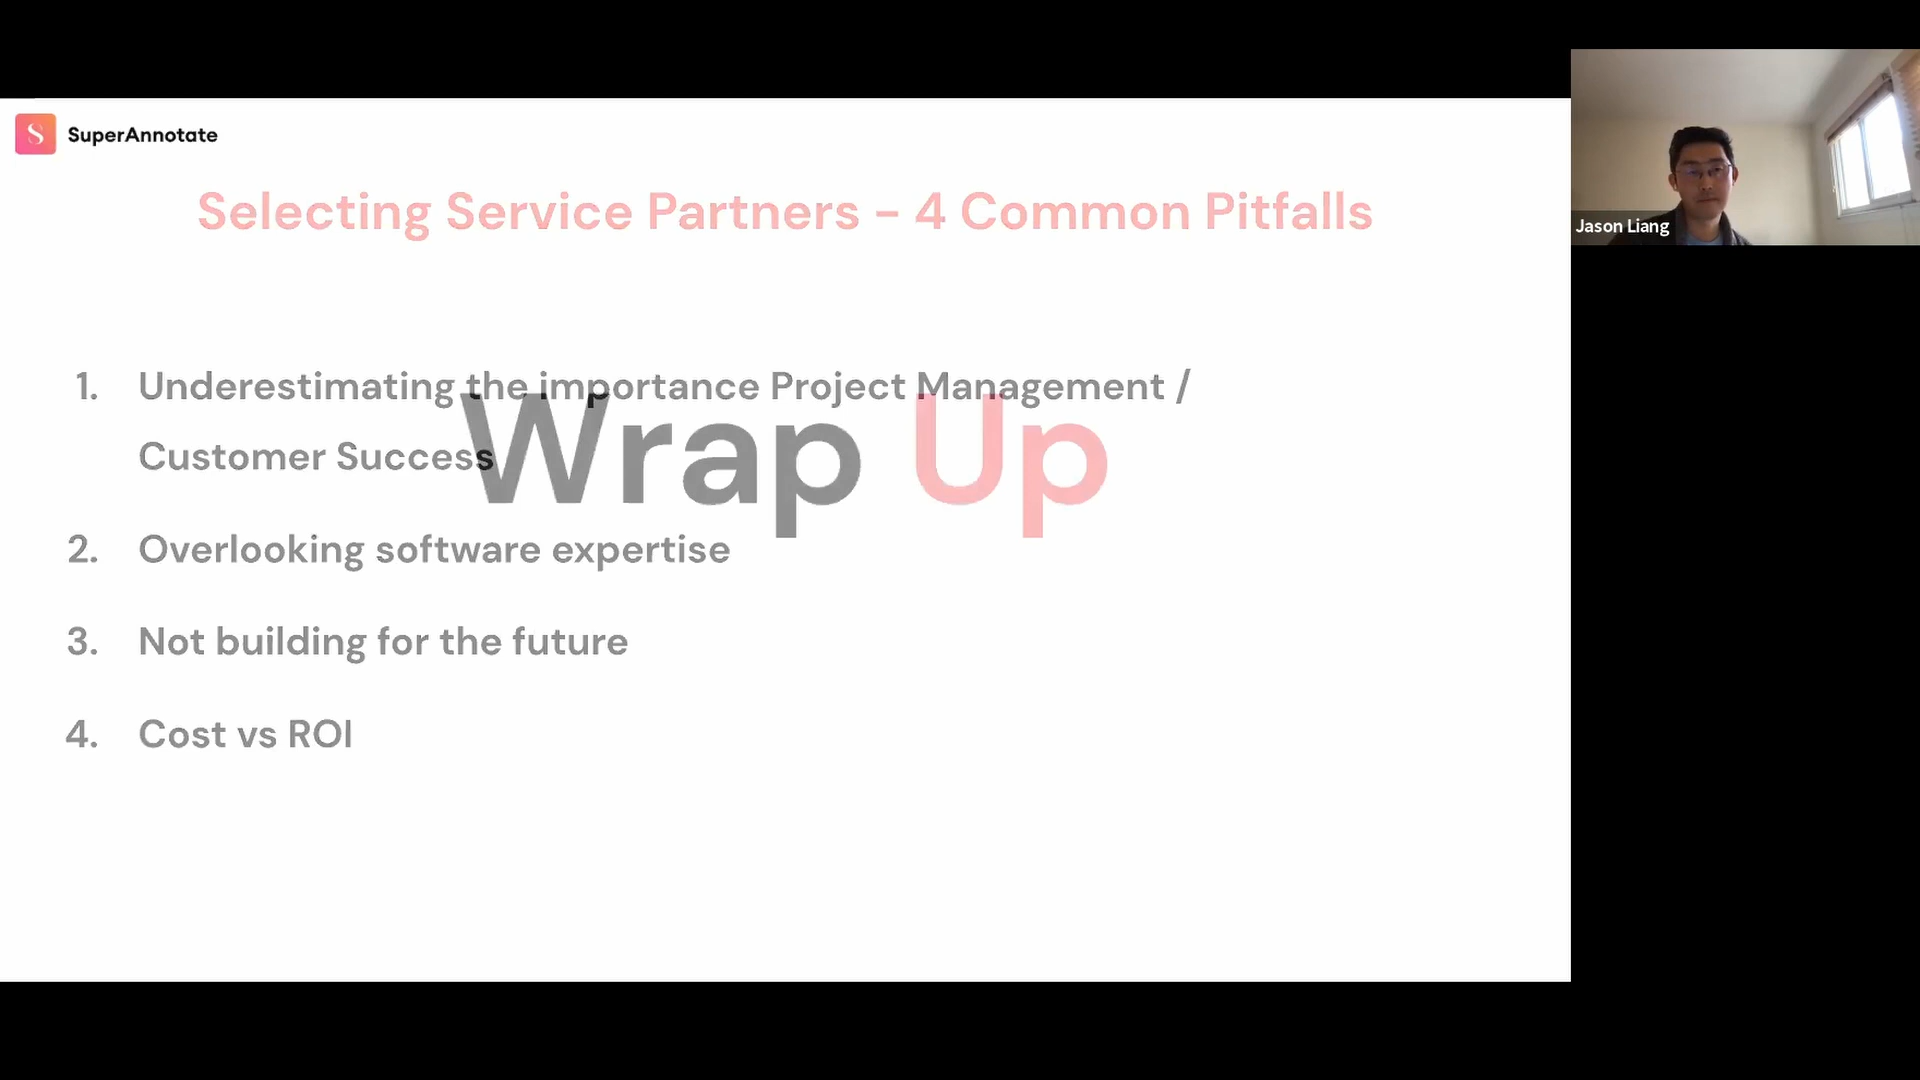 SuperAnnotate
Selecting Service Partners - 4 Common Pitfalls
1. Underestimating the importance Project Management /
Customer Success
Wrap Up
2. Overlooking software expertise
3. Not building for the future
4. Cost vs ROI
Jason Liang